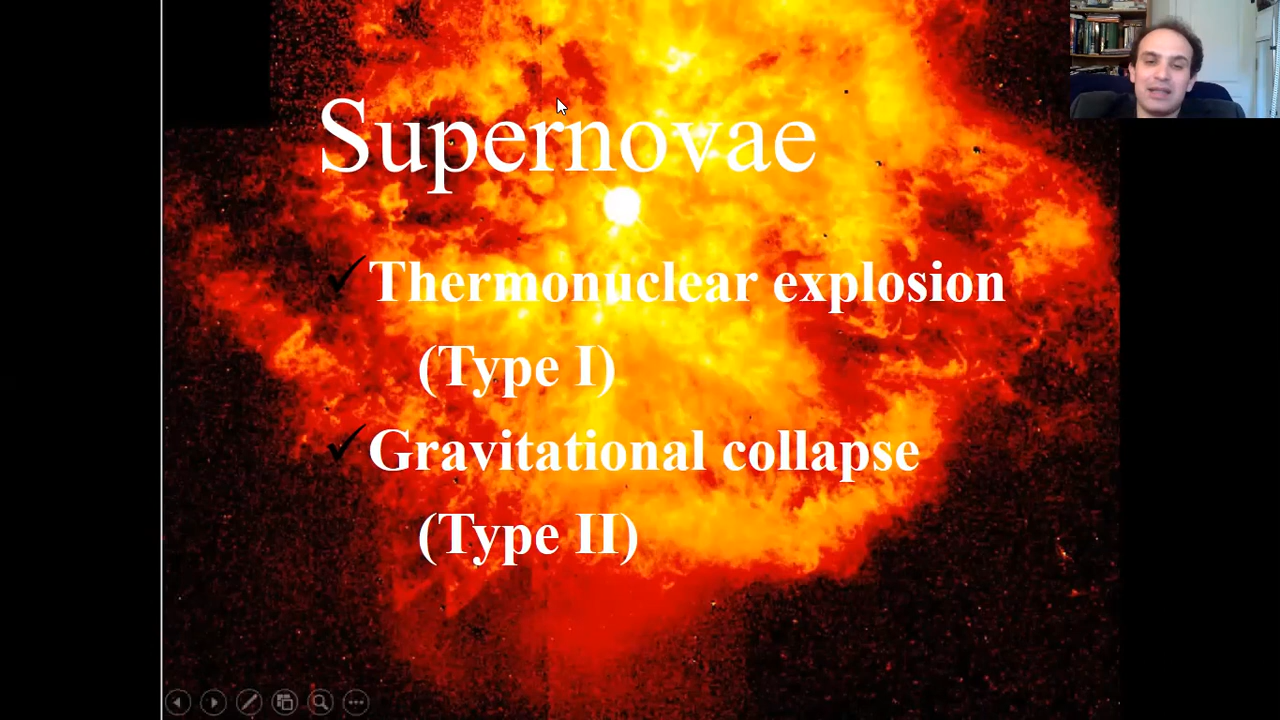 Supernovae
Thermonuclear explosion
(Type I)
Gravitational collapse
(Type II)